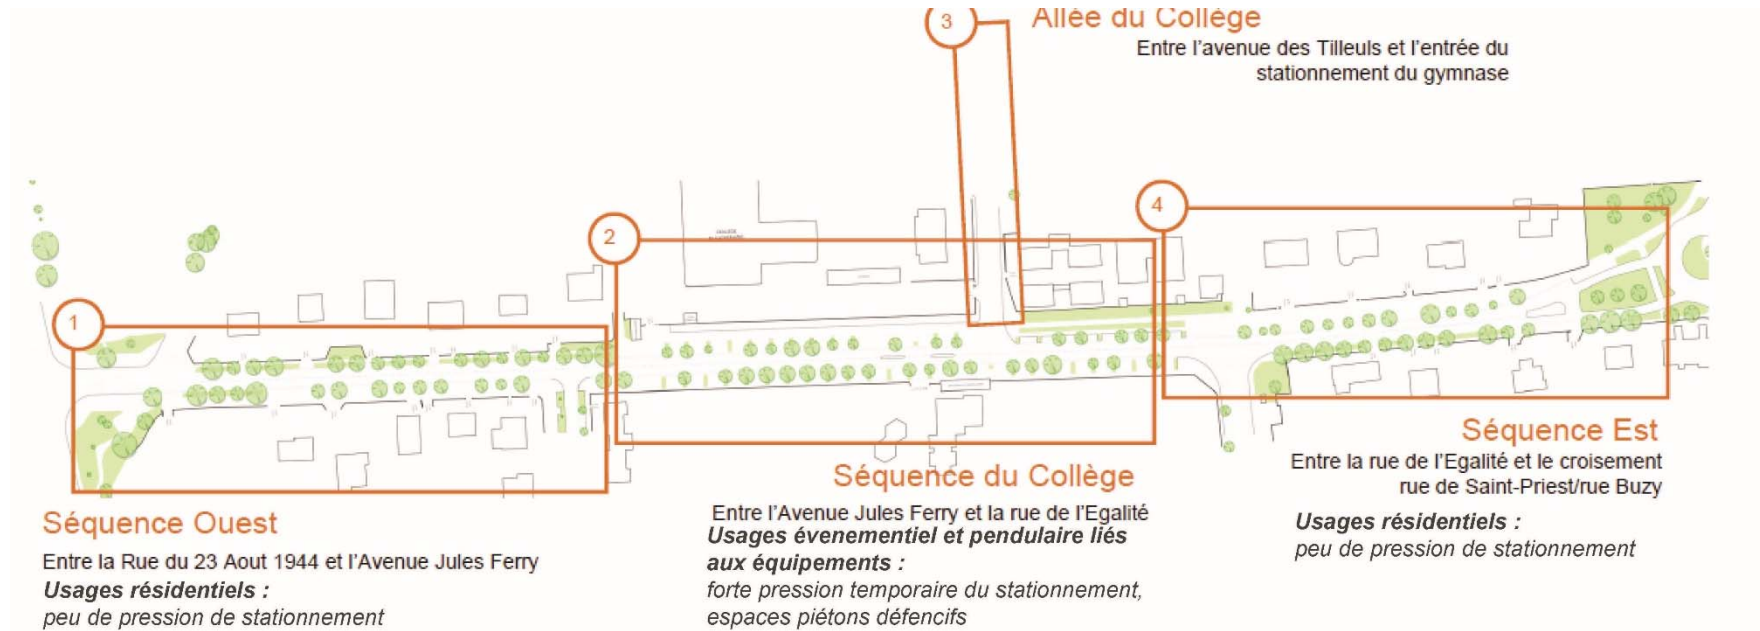 3
Allée du Collège
Entre l'avenue des Tilleuls et l'entrée du
stationnement du gymnase
4
2
1
Séquence Ouest
Entre la Rue du 23 Aout 1944 et l'Avenue Jules Ferry
Usages résidentiels :
peu de pression de stationnement
Séquence du Collège
Entre l'Avenue Jules Ferry et la rue de l'Egalité
Usages évenementiel et pendulaire liés
aux équipements :
forte pression temporaire du stationnement,
espaces piétons défencifs
Séquence Est
Entre la rue de l'Egalité et le croisement
rue de Saint-Priest/rue Buzy
Usages résidentiels :
peu de pression de stationnement